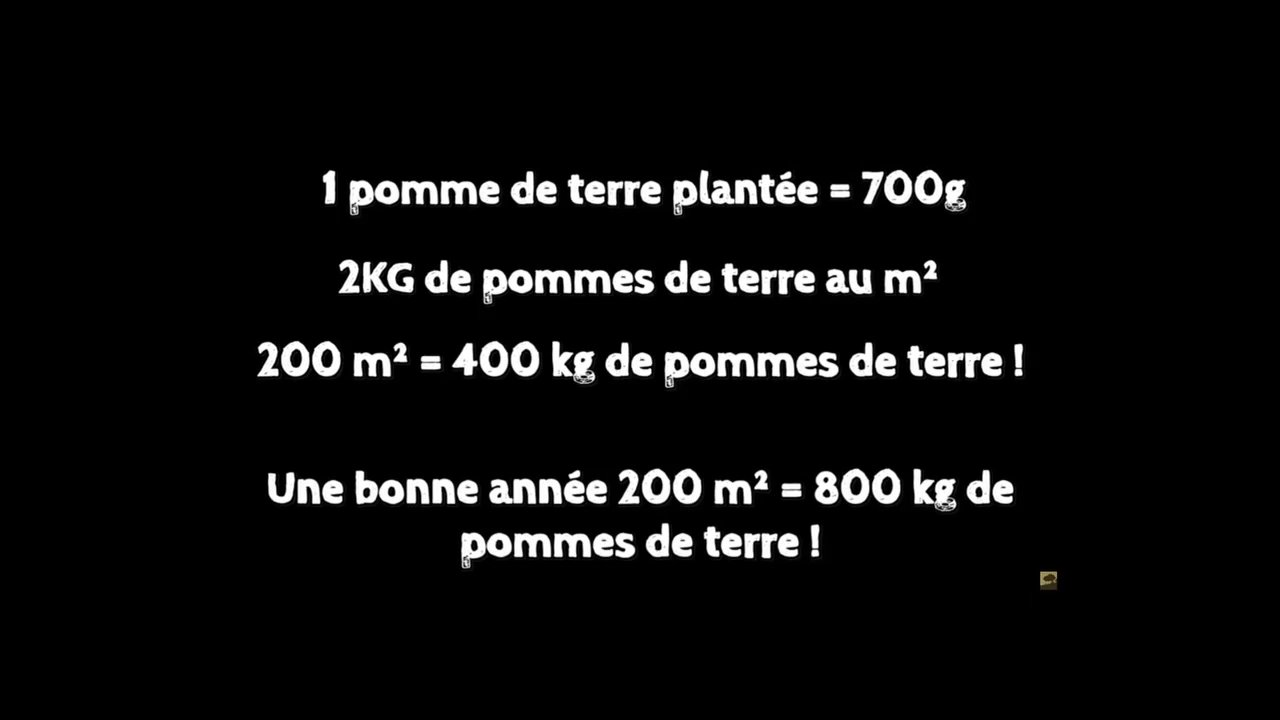 1 pomme de terre plantée = 700g
2KG de pommes de terre au m²
200 m² = 400 kg de pommes de terre !
Une bonne année 200 m² = 800 kg de
pommes de terre !